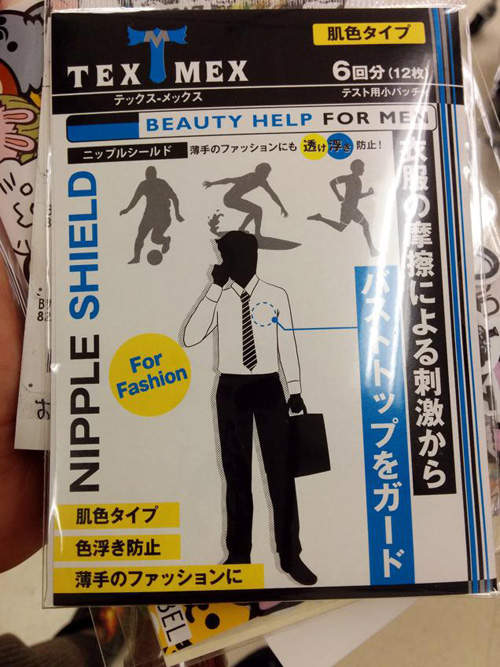 肌色タイプ
TEX MEX
6回分(12枚)
テックス-メックス
テスト用小パッチ
BEAUTY HELP FOR MEN
ニップルシールド
薄手のファッションにも 透け 浮き 防止!
NIPPLE SHIELD
衣服の摩擦による刺激から
バストトップをガード
For
Fashion
肌色タイプ
色浮き防止
薄手のファッションに
BEL